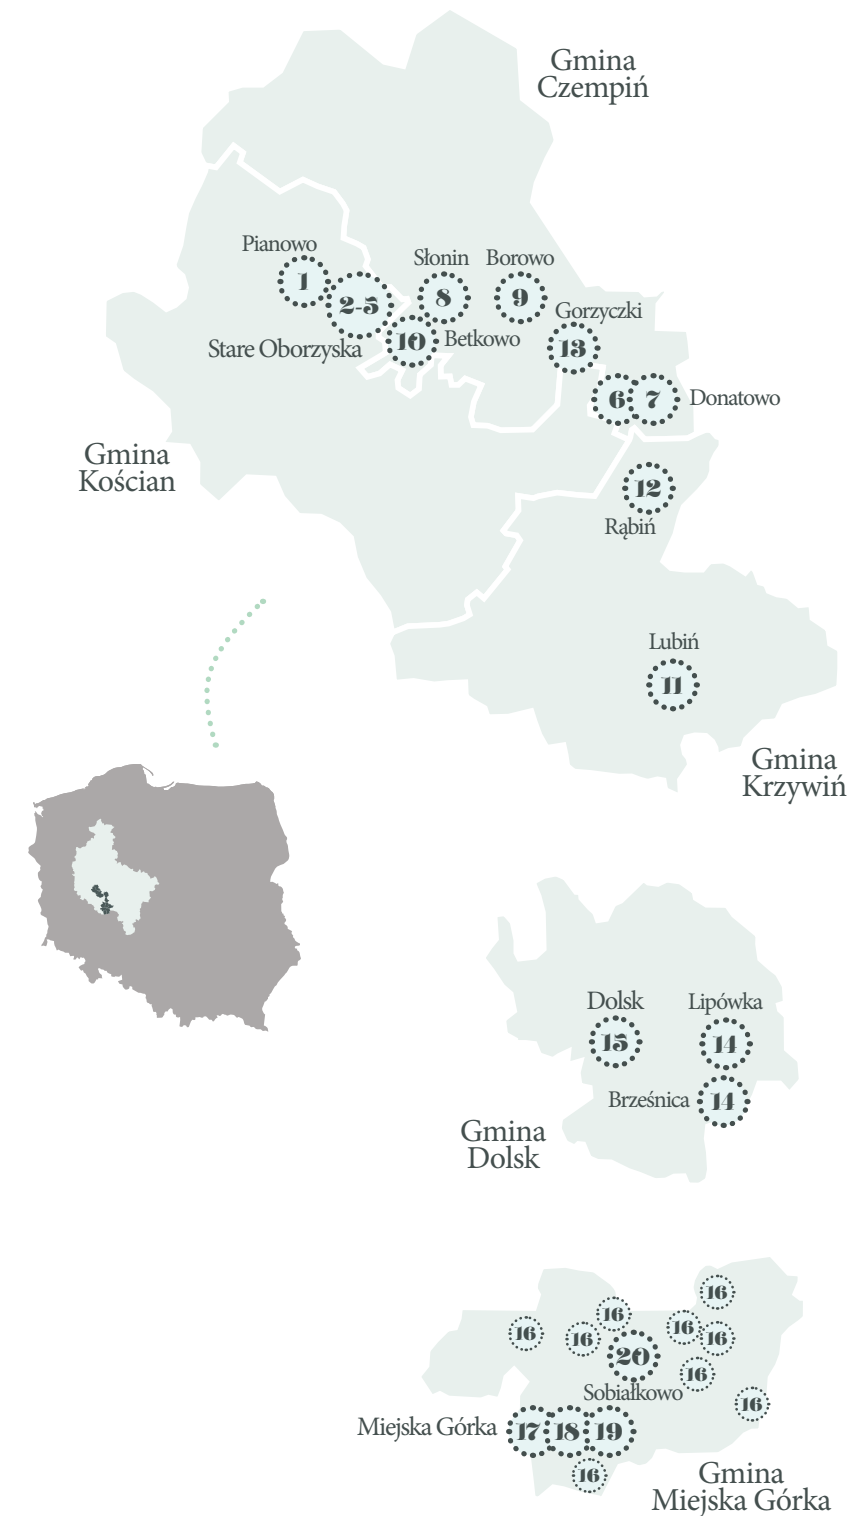 Gmina
Czempiń
Pianowo
1
2-5
Stare Oborzyska
Słonin
8
Borowo
9
10
Betkowo
Gorzyczki
13
6
7
Donatowo
Gmina
Kościan
12
Rąbiń
Lubiń
11
Gmina
Krzywiń
Dolsk
15
Lipówka
14
Brześnica
14
Gmina
Dolsk
16
16
16
16
16
16
20
16
Sobiałkowo
16
Miejska Górka
17
18
19
16
Gmina
Miejska Górka